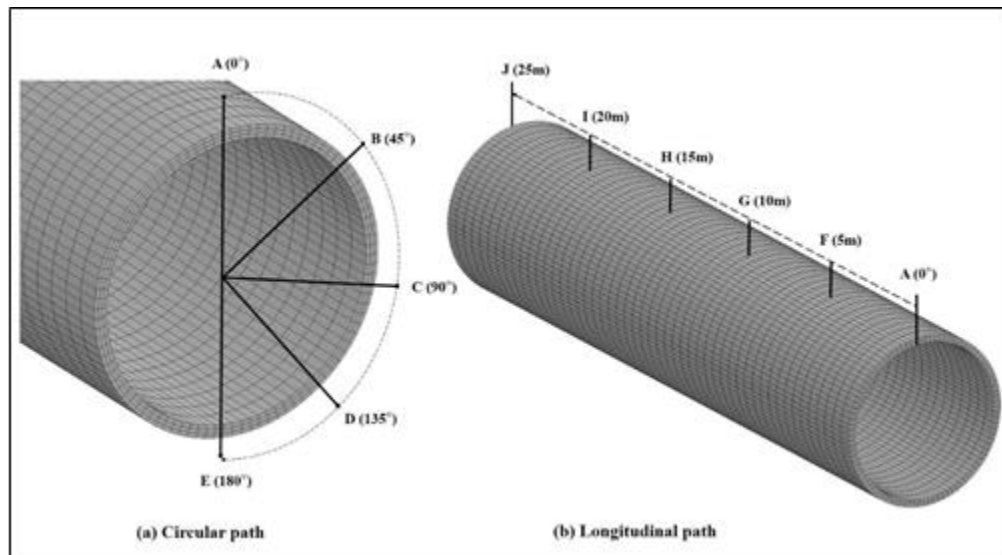 A (0°)
B (45°)
C (90°)
D (135°)
E (180°)
(a) Circular path
J (25m)
I (20m)
H (15m)
G (10m)
F (5m)
A (0°)
(b) Longitudinal path